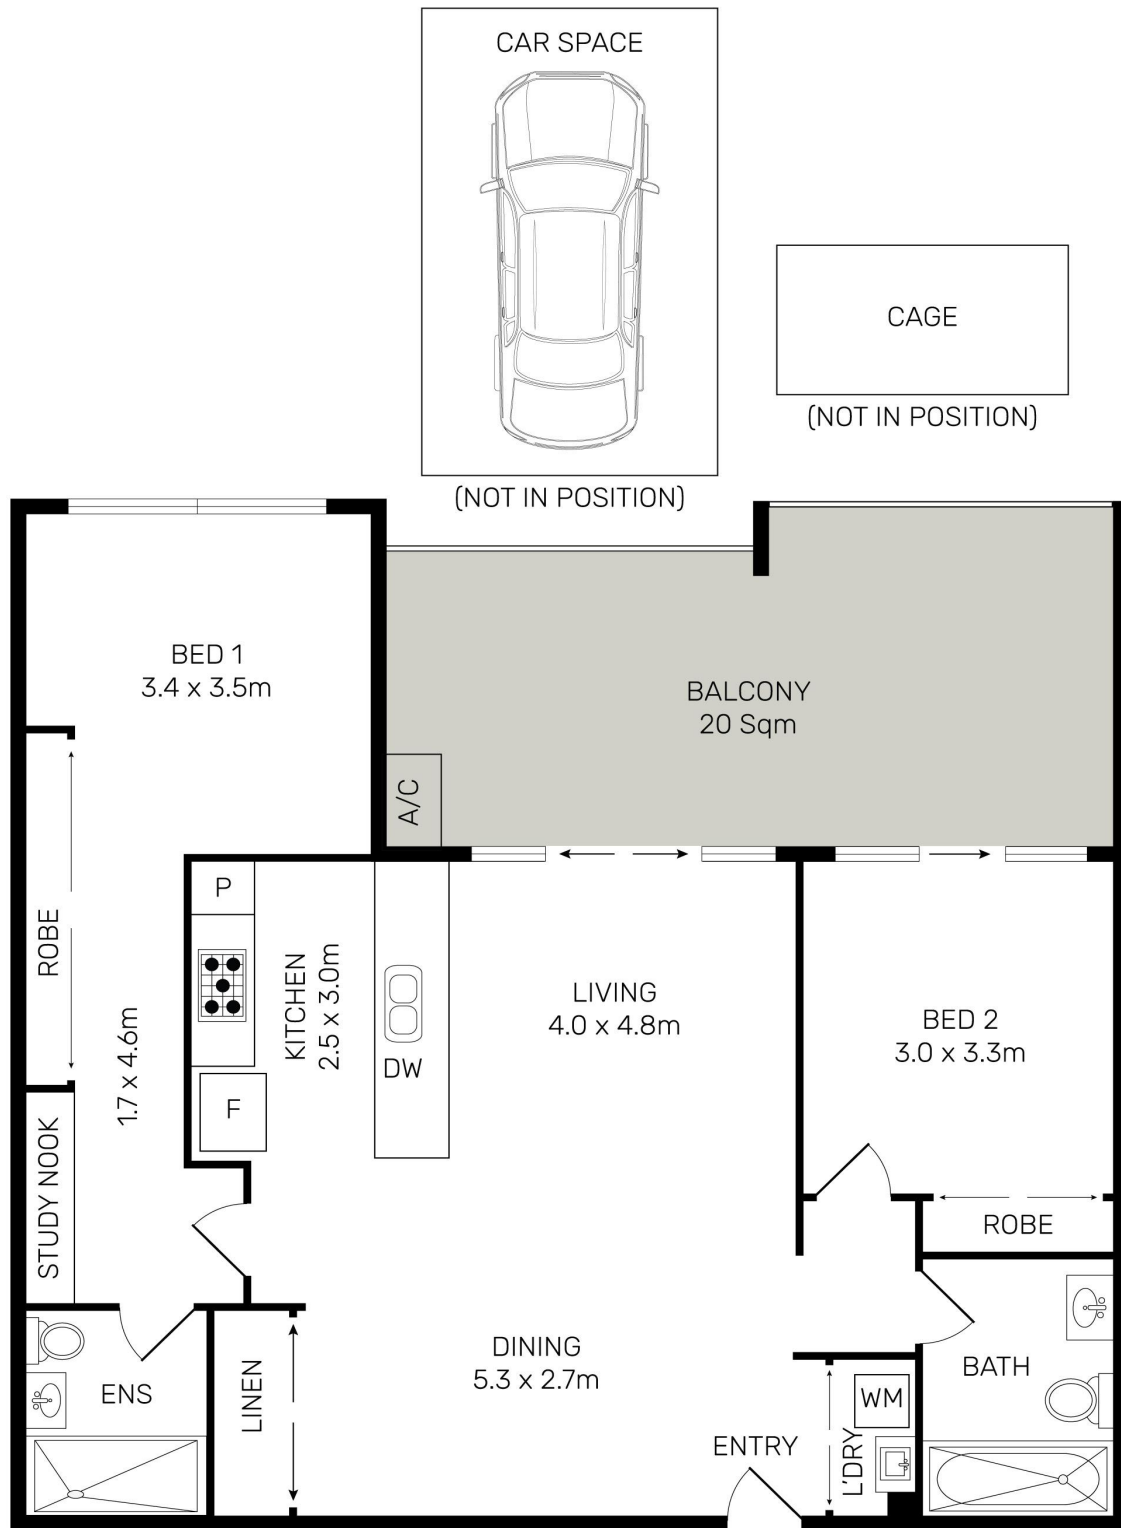 CAR SPACE
(NOT IN POSITION)
CAGE
(NOT IN POSITION)
BED 1
3.4 x 3.5m
BALCONY
20 Sqm
A/C
ROBE
1.7 x 4.6m
STUDY NOOK
P
F
KITCHEN
2.5 x 3.0m
DW
LIVING
4.0 x 4.8m
BED 2
3.0 x 3.3m
ROBE
ENS
LINEN
DINING
5.3 x 2.7m
ENTRY
L'DRY
WM
BATH